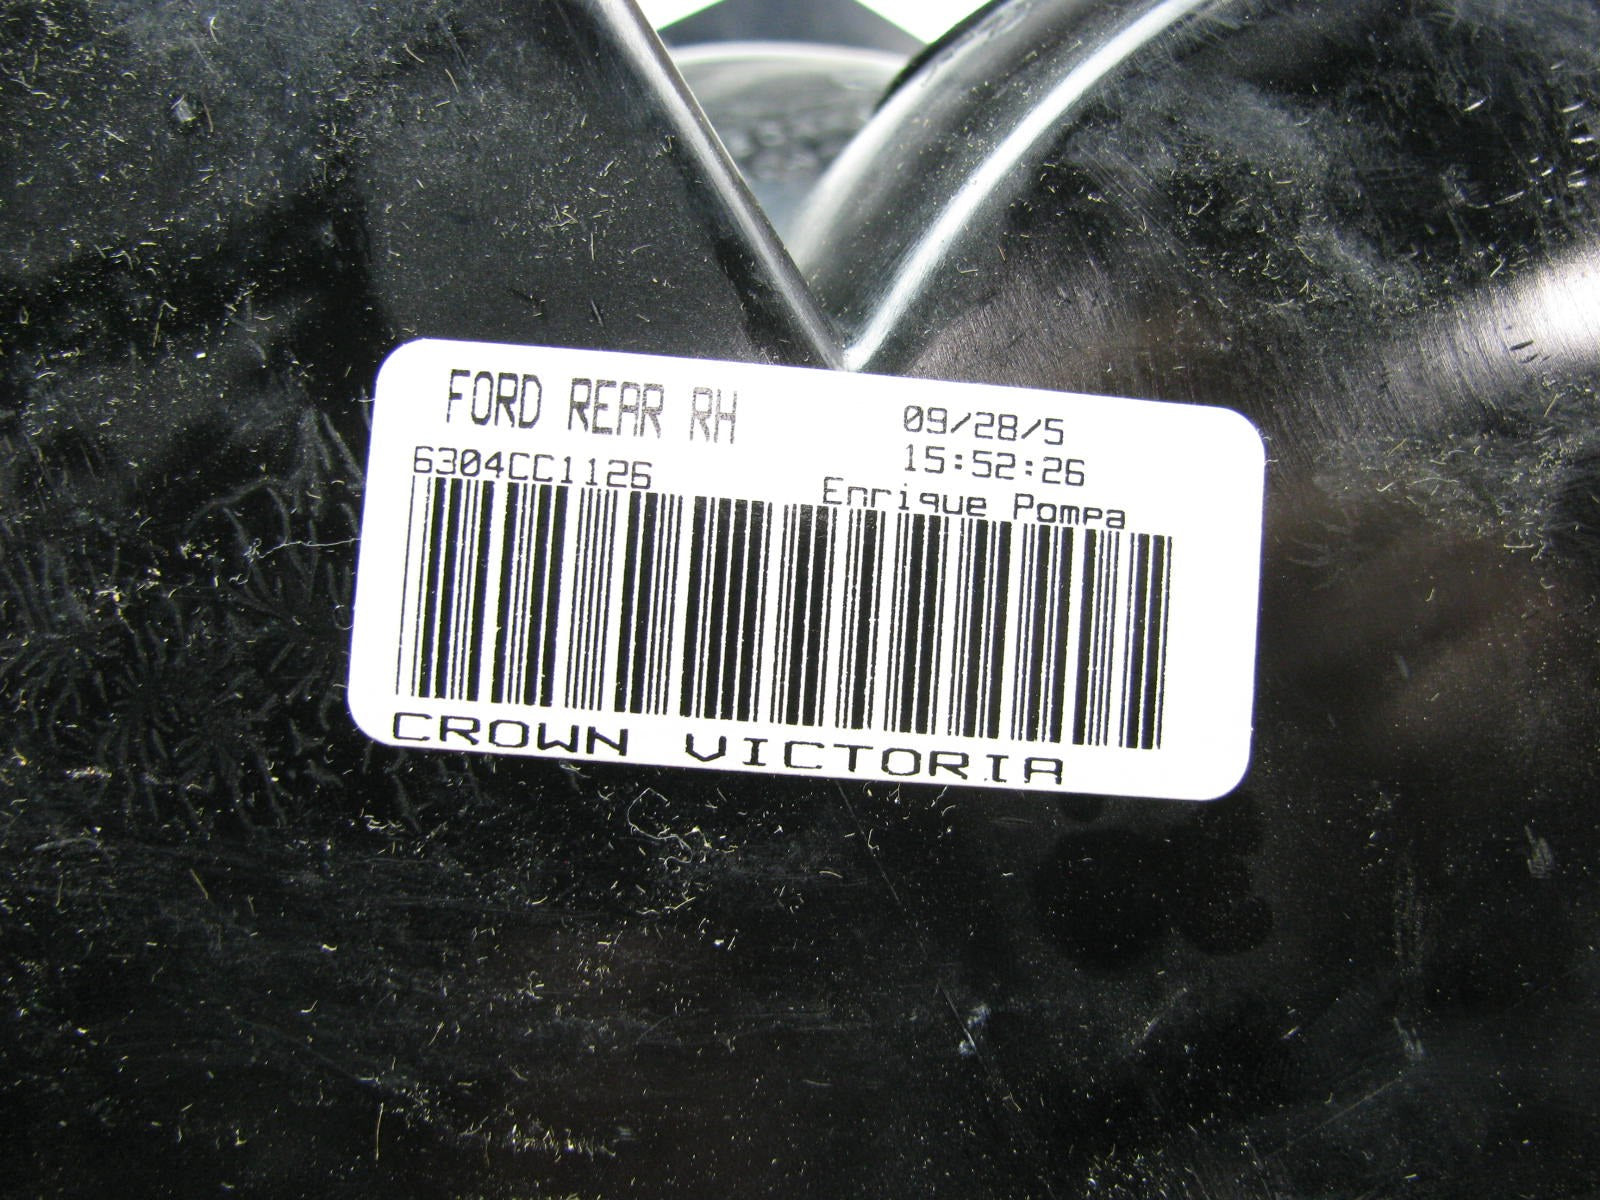 FORD REAR RH
09/28/5
15:52:26
6304CC1126
Enrique Pompa
CROWN VICTORIA